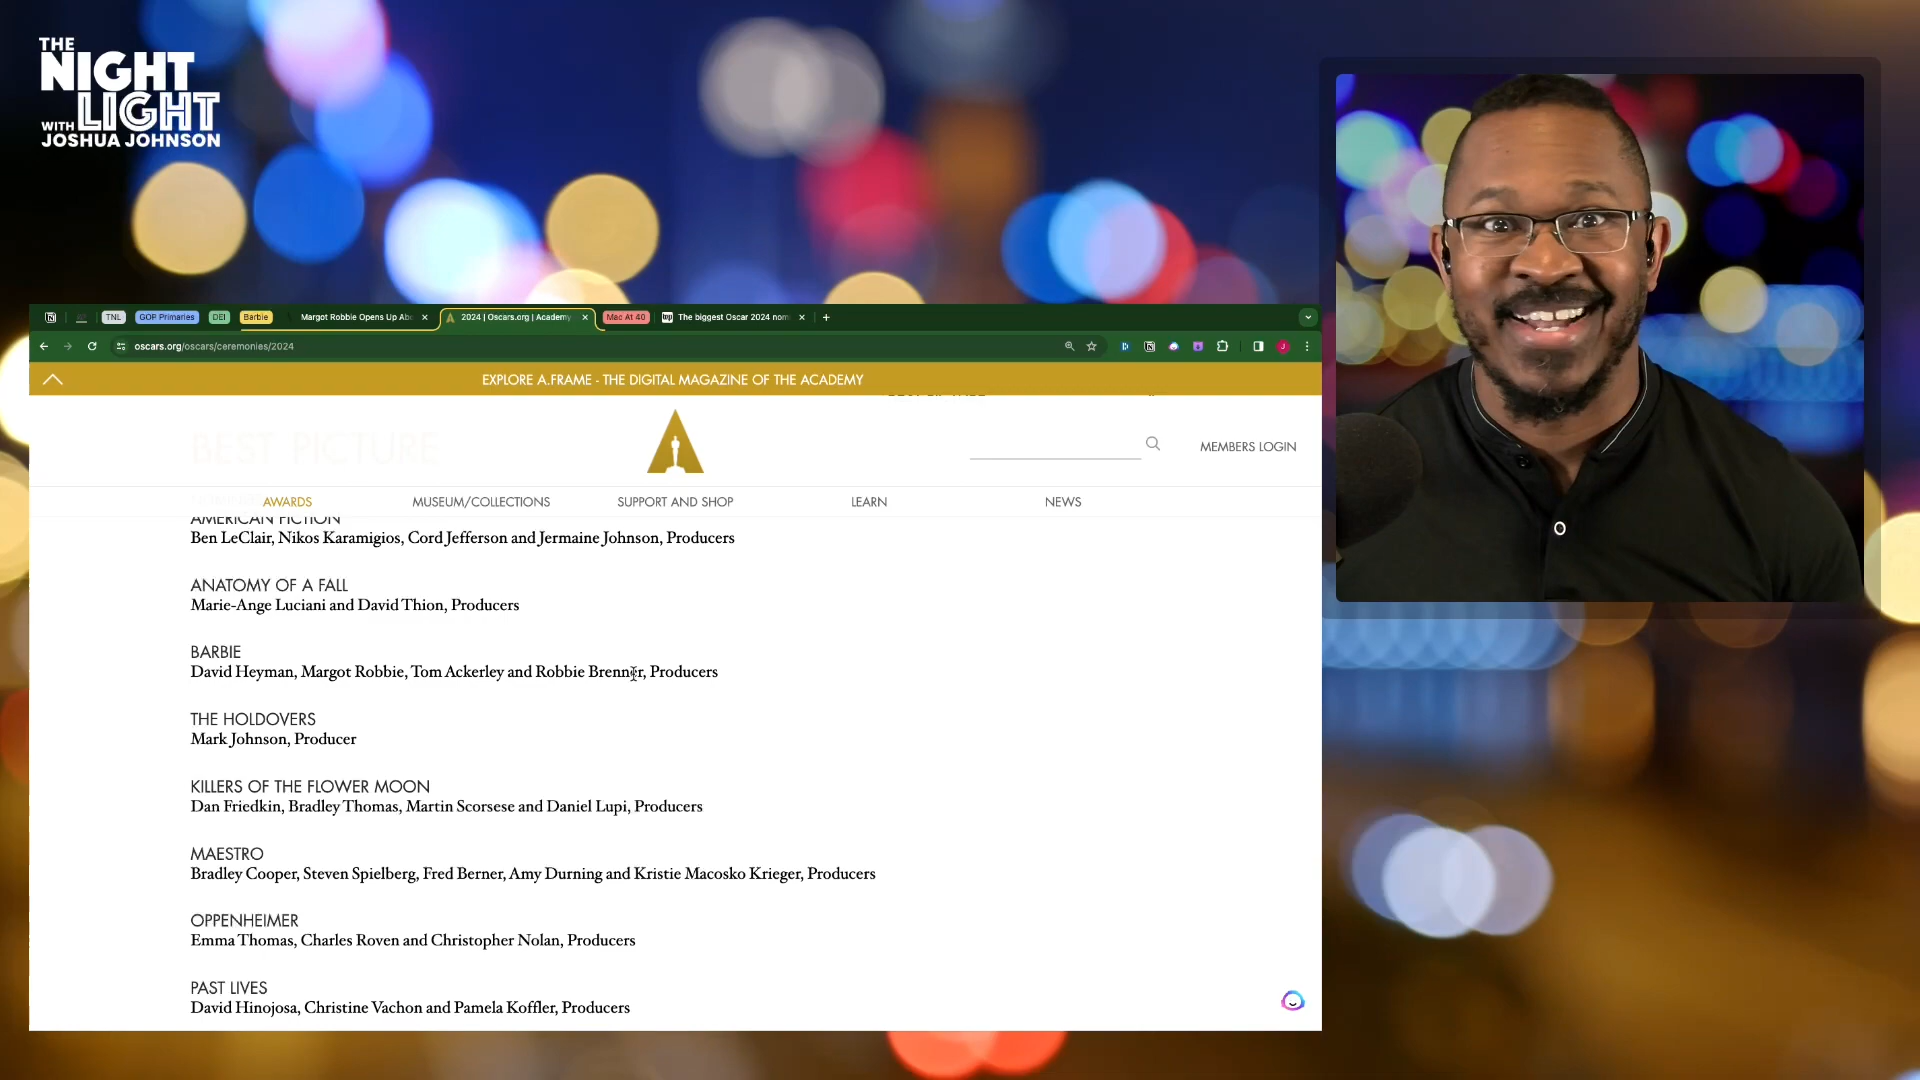 THE
NIGHT
LIGHT
WITH
JOSHUA JOHNSON
TNL
GOP Primaries
DEI
Barbie
Margot Robbie Opens Up Abo
2024 | Oscars.org | Academy
Mac At 40
The biggest Oscar 2024 nom
oscars.org/oscars/ceremonies/2024
EXPLORE A.FRAME - THE DIGITAL MAGAZINE OF THE ACADEMY
BEST PICTURE
MEMBERS LOGIN
AWARDS
MUSEUM/COLLECTIONS
SUPPORT AND SHOP
LEARN
NEWS
AMERICAN FICTION
Ben LeClair, Nikos Karamigios, Cord Jefferson and Jermaine Johnson, Producers
ANATOMY OF A FALL
Marie-Ange Luciani and David Thion, Producers
BARBIE
David Heyman, Margot Robbie, Tom Ackerley and Robbie Brenner, Producers
THE HOLDOVERS
Mark Johnson, Producer
KILLERS OF THE FLOWER MOON
Dan Friedkin, Bradley Thomas, Martin Scorsese and Daniel Lupi, Producers
MAESTRO
Bradley Cooper, Steven Spielberg, Fred Berner, Amy Durning and Kristie Macosko Krieger, Producers
OPPENHEIMER
Emma Thomas, Charles Roven and Christopher Nolan, Producers
PAST LIVES
David Hinojosa, Christine Vachon and Pamela Koffler, Producers